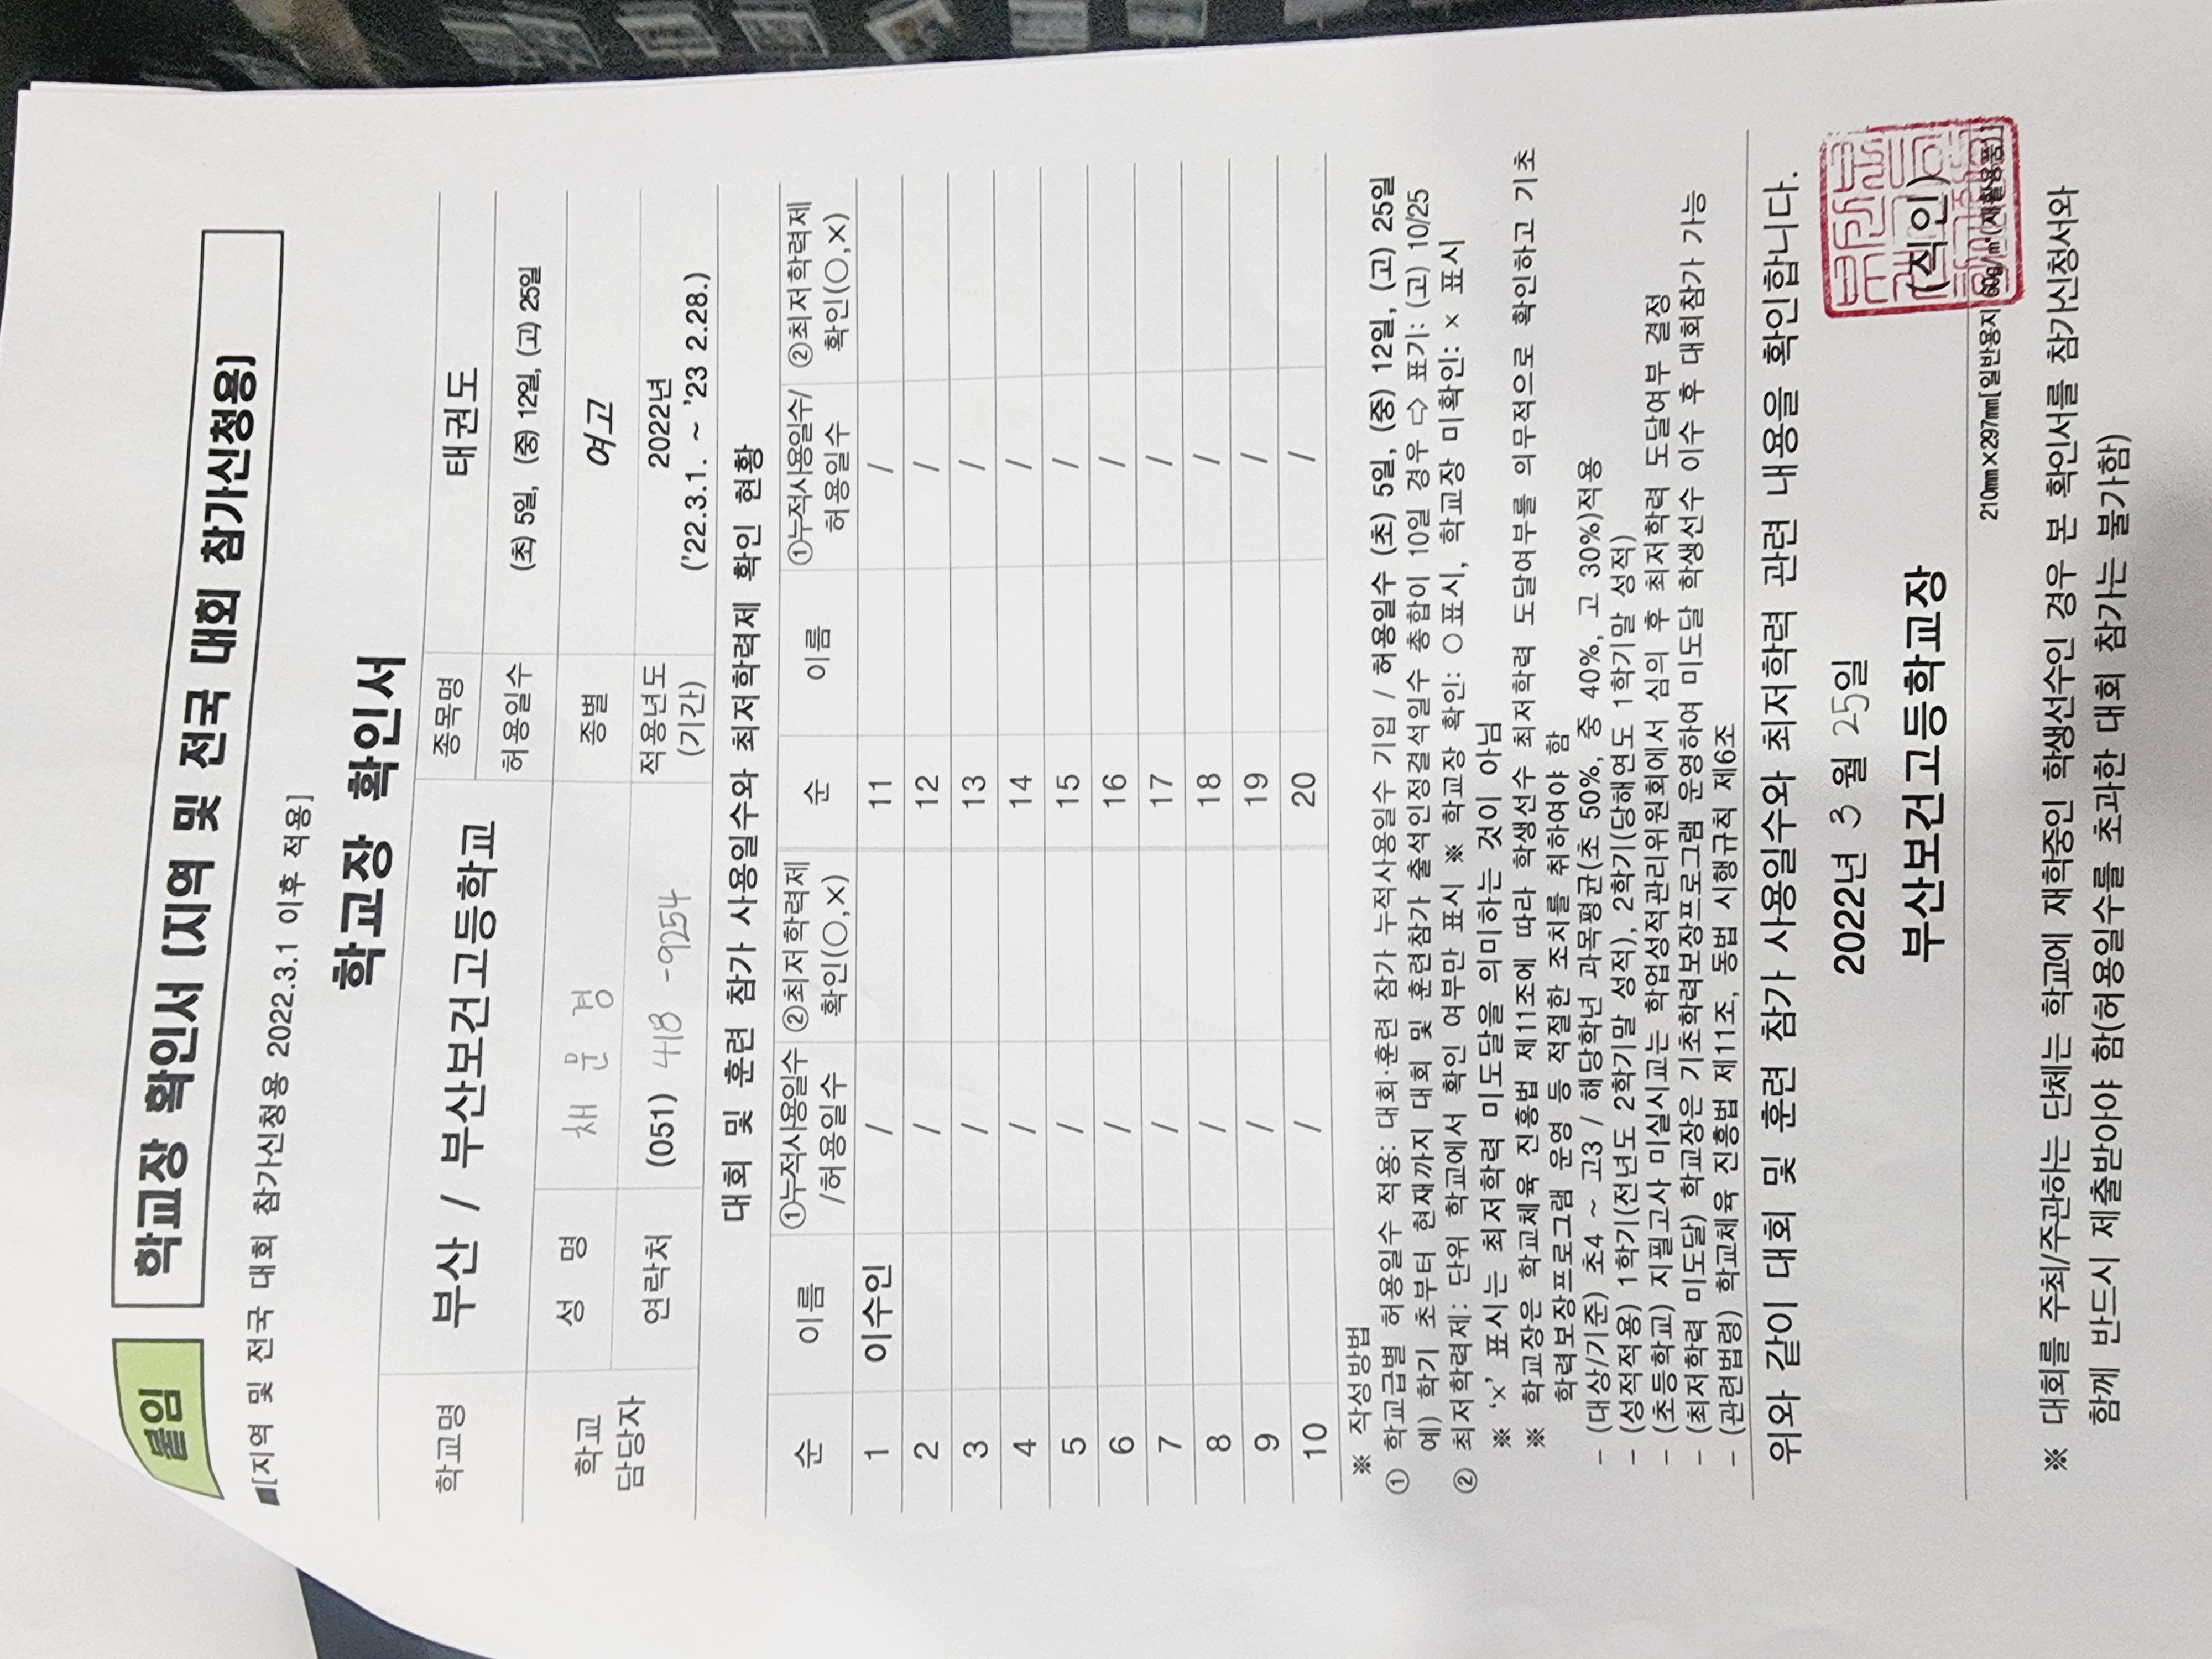 붙임 학교장 확인서 (지역 및 전국 대회 참가신청용)
■[지역 및 전국 대회 참가신청용 2022.3.1 이후 적용]
학교장 확인서
학교명 부산 / 부산보건고등학교 종목명 태권도
허용일수 (초) 5일, (중) 12일, (고) 25일
학교 담당자 성 명 채 문 경 종별 여고
연락처 (051) 418-9254 적용년도 (기간) 2022년
('22.3.1. ~ '23 2.28.)
대회 및 훈련 참가 사용일수와 최저학력제 확인 현황
순 이름 ①누적사용일수 /허용일수 ②최저학력제 확인(○,×) 순 이름 ①누적사용일수/ 허용일수 ②최저학력제 확인(○,×)
1 이수인 / 11 /
2 / 12 /
3 / 13 /
4 / 14 /
5 / 15 /
6 / 16 /
7 / 17 /
8 / 18 /
9 / 19 /
10 / 20 /
※ 작성방법
① 학교급별 허용일수 적용: 대회·훈련 참가 누적사용일수 기입 / 허용일수 (초) 5일, (중) 12일, (고) 25일
예) 학기 초부터 현재까지 대회 및 훈련참가 출석인정결석일수 총합이 10일 경우 ⇨ 표기: (고) 10/25
② 최저학력제: 단위 학교에서 확인 여부만 표시 ※ 학교장 확인: ○ 표시, 학교장 미확인: × 표시
※ '×' 표시는 최저학력 미도달을 의미하는 것이 아님
※ 학교장은 학교체육 진흥법 제11조에 따라 학생선수 최저학력 도달여부를 의무적으로 확인하고 기초
학력보장프로그램 운영 등 적절한 조치를 취하여야 함
- (대상/기준) 초4 ~ 고3 / 해당학년 과목평균(초 50%, 중 40%, 고 30%)적용
- (성적적용) 1학기(전년도 2학기말 성적), 2학기(당해연도 1학기말 성적)
- (초등학교) 지필고사 미실시교는 학업성적관리위원회에서 심의 후 최저학력 도달여부 결정
- (최저학력 미도달) 학교장은 기초학력보장프로그램 운영하여 미도달 학생선수 이수 후 대회참가 가능
- (관련법령) 학교체육 진흥법 제11조, 동법 시행규칙 제6조
위와 같이 대회 및 훈련 참가 사용일수와 최저학력 관련 내용을 확인합니다.
2022년 3월 25일
부산보건고등학교장 (직인)
210㎜×297㎜[일반용지 60g/㎡(재활용품)]
※ 대회를 주최/주관하는 단체는 학교에 재학중인 학생선수인 경우 본 확인서를 참가신청서와
함께 반드시 제출받아야 함(허용일수를 초과한 대회 참가는 불가함)